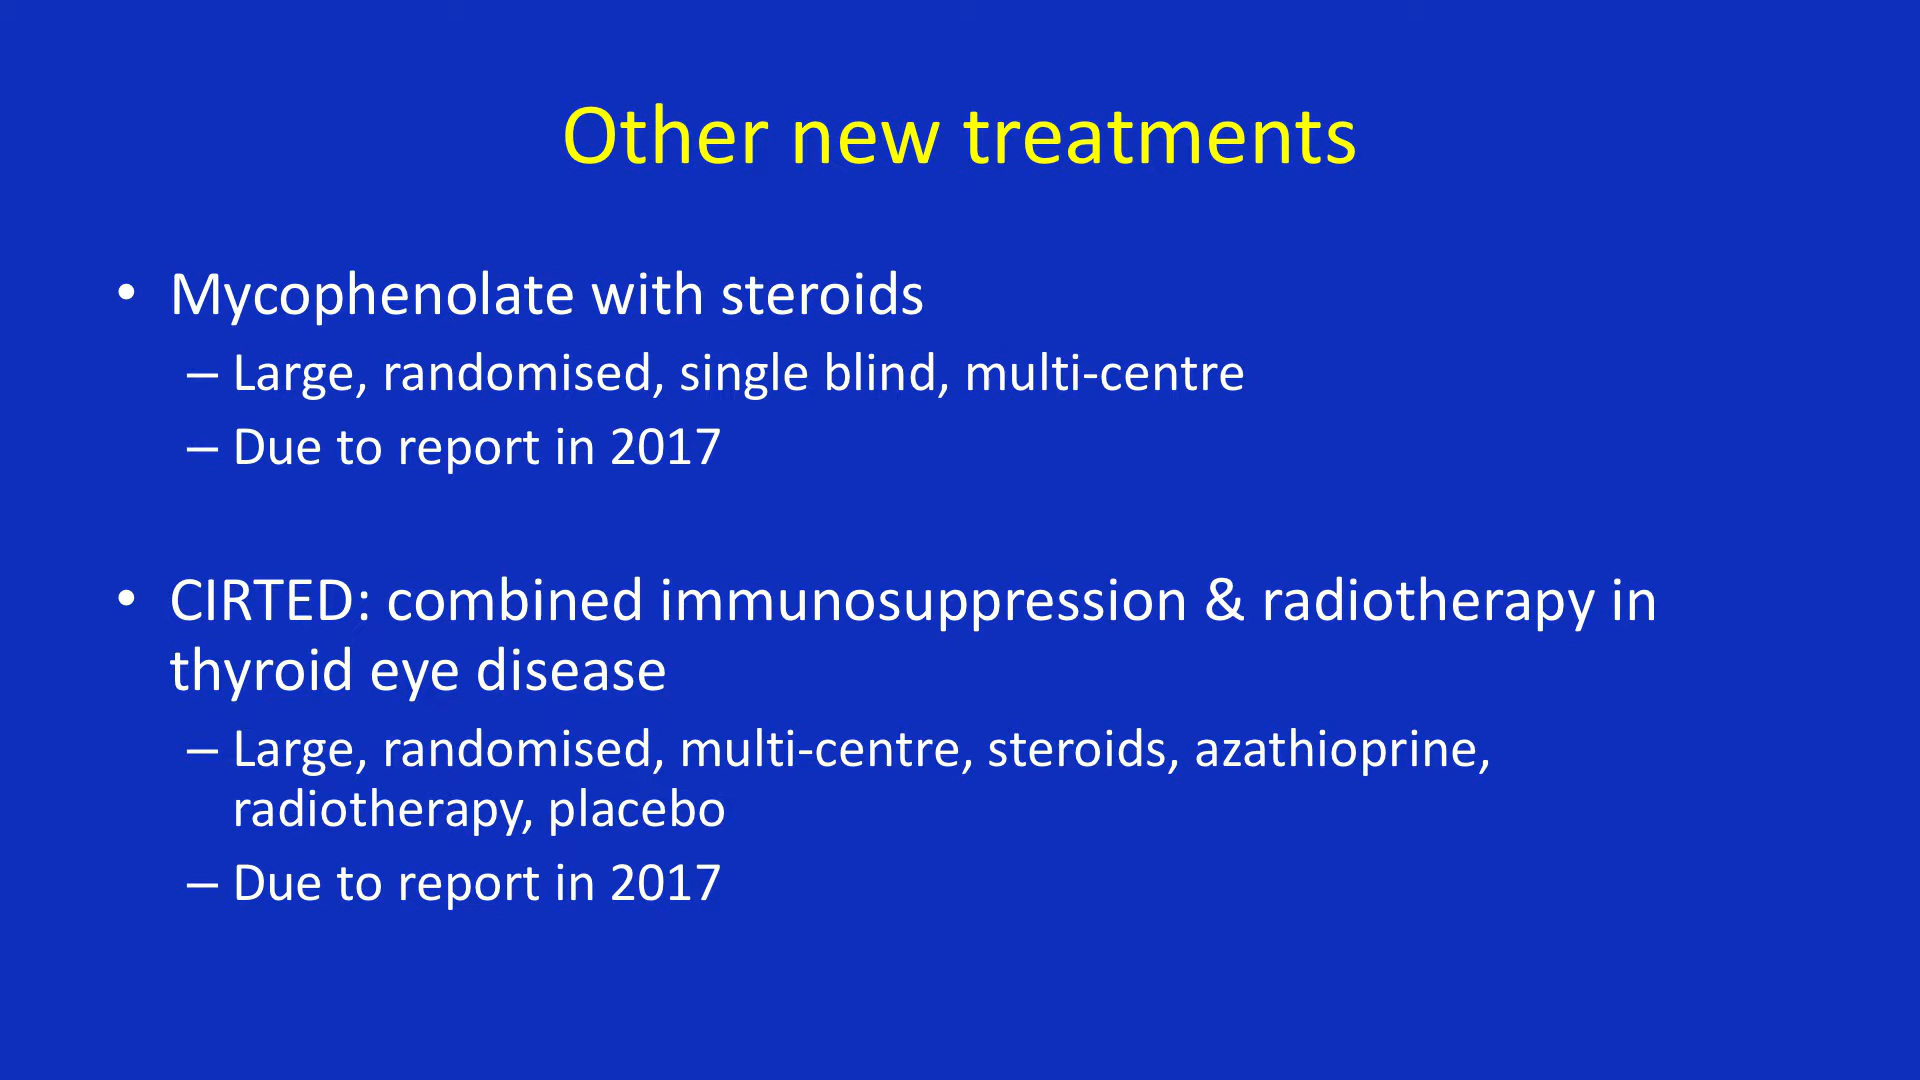 Other new treatments
• Mycophenolate with steroids
– Large, randomised, single blind, multi-centre
– Due to report in 2017
• CIRTED: combined immunosuppression & radiotherapy in
thyroid eye disease
– Large, randomised, multi-centre, steroids, azathioprine,
radiotherapy, placebo
– Due to report in 2017